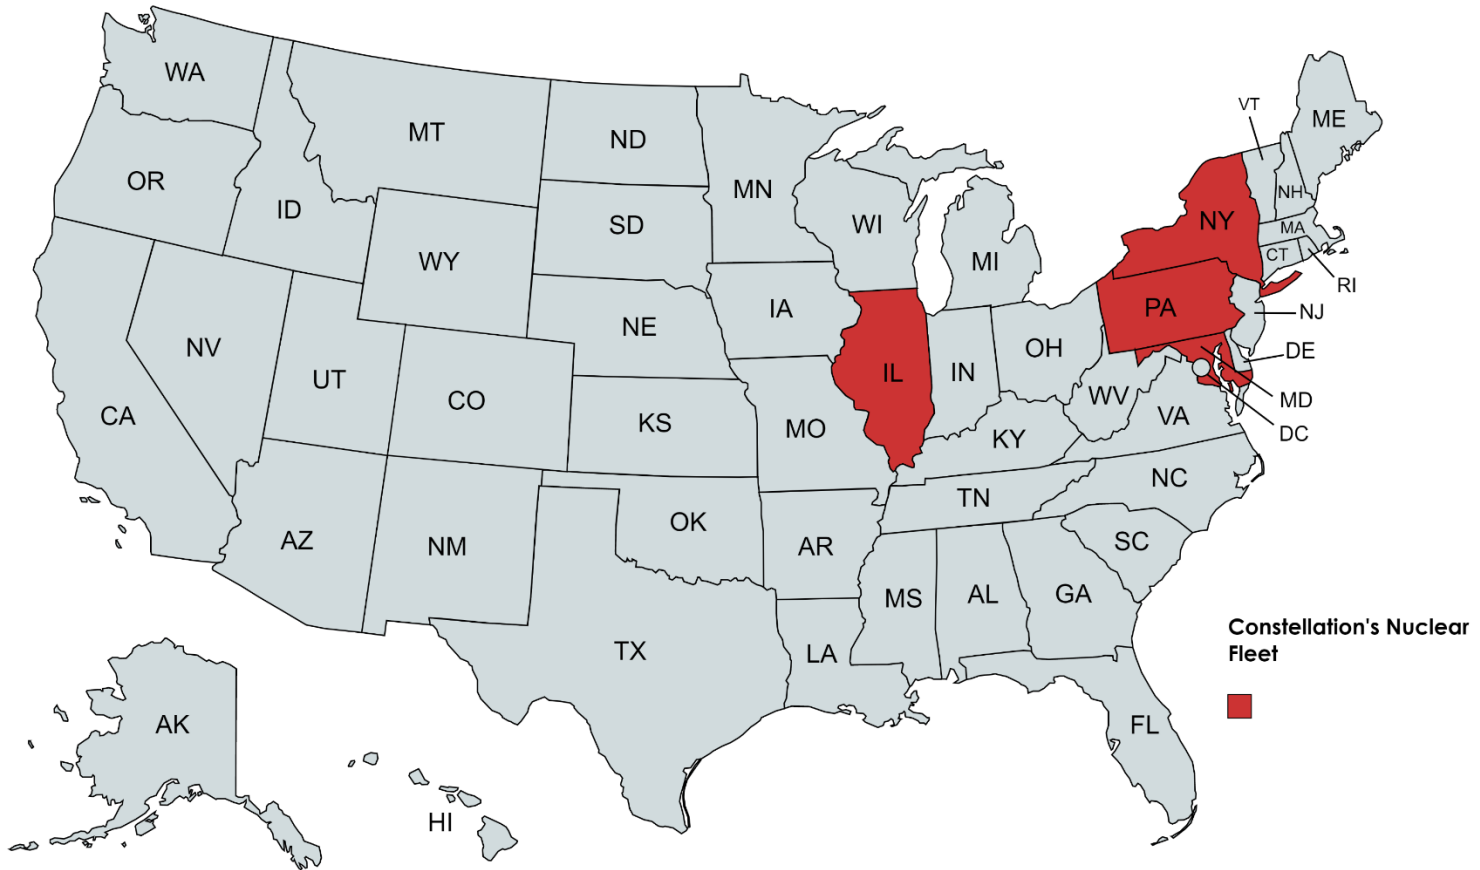 WA
MT
ND
MN
OR
ID
SD
WI
MI
WY
VT
ME
NH
NY
MA
CT
RI
IA
NE
PA
NJ
NV
UT
CO
IL
IN
OH
DE
MD
DC
CA
KS
MO
KY
WV
VA
AZ
NM
OK
AR
TN
NC
SC
MS
AL
GA
TX
LA
FL
AK
HI
Constellation's Nuclear
Fleet